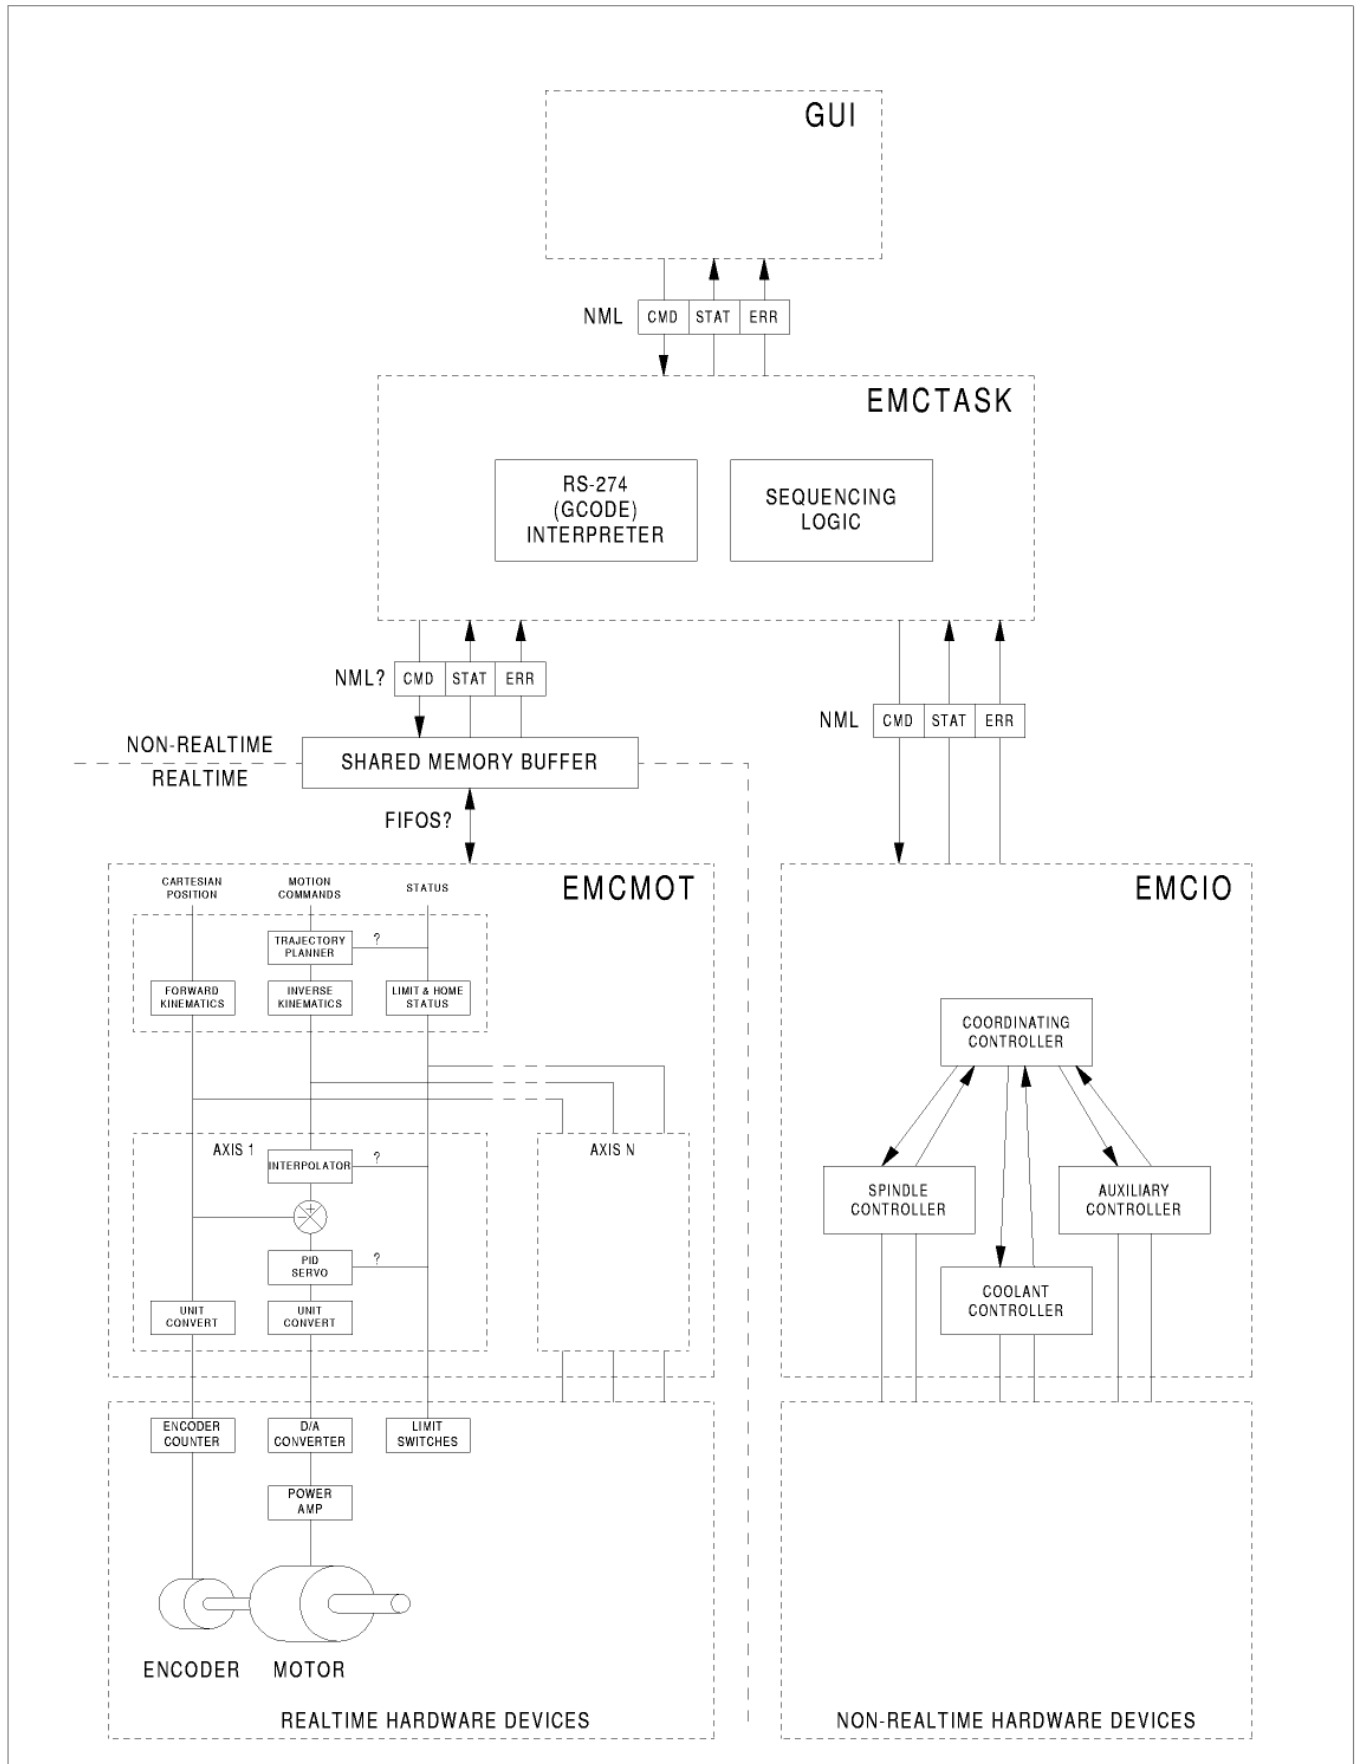 GUI
NML
CMD
STAT
ERR
EMCTASK
RS-274
(GCODE)
INTERPRETER
SEQUENCING
LOGIC
NML?
CMD
STAT
ERR
NML
CMD
STAT
ERR
NON-REALTIME
REALTIME
SHARED MEMORY BUFFER
FIFOS?
EMCMOT
CARTESIAN
POSITION
MOTION
COMMANDS
STATUS
TRAJECTORY
PLANNER
?
FORWARD
KINEMATICS
INVERSE
KINEMATICS
LIMIT & HOME
STATUS
AXIS 1
INTERPOLATOR
?
+
−
PID
SERVO
?
UNIT
CONVERT
UNIT
CONVERT
AXIS N
EMCIO
COORDINATING
CONTROLLER
SPINDLE
CONTROLLER
AUXILIARY
CONTROLLER
COOLANT
CONTROLLER
ENCODER
COUNTER
D/A
CONVERTER
LIMIT
SWITCHES
POWER
AMP
ENCODER
MOTOR
REALTIME HARDWARE DEVICES
NON-REALTIME HARDWARE DEVICES